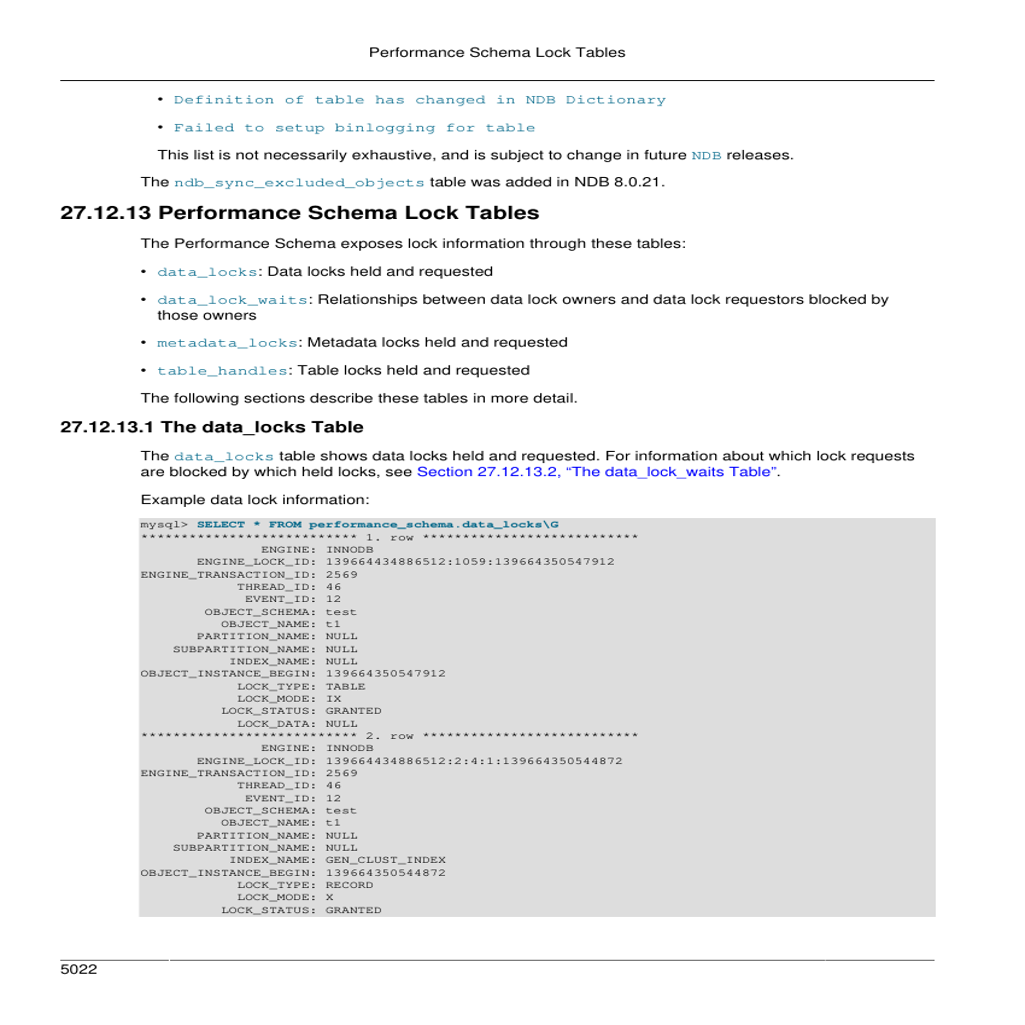 Performance Schema Lock Tables
• Definition of table has changed in NDB Dictionary
• Failed to setup binlogging for table
This list is not necessarily exhaustive, and is subject to change in future NDB releases.
The ndb_sync_excluded_objects table was added in NDB 8.0.21.
27.12.13 Performance Schema Lock Tables
The Performance Schema exposes lock information through these tables:
• data_locks: Data locks held and requested
• data_lock_waits: Relationships between data lock owners and data lock requestors blocked by
those owners
• metadata_locks: Metadata locks held and requested
• table_handles: Table locks held and requested
The following sections describe these tables in more detail.
27.12.13.1 The data_locks Table
The data_locks table shows data locks held and requested. For information about which lock requests
are blocked by which held locks, see Section 27.12.13.2, “The data_lock_waits Table”.
Example data lock information:
mysql> SELECT * FROM performance_schema.data_locks\G
*************************** 1. row ***************************
ENGINE: INNODB
ENGINE_LOCK_ID: 139664434886512:1059:139664350547912
ENGINE_TRANSACTION_ID: 2569
THREAD_ID: 46
EVENT_ID: 12
OBJECT_SCHEMA: test
OBJECT_NAME: t1
PARTITION_NAME: NULL
SUBPARTITION_NAME: NULL
INDEX_NAME: NULL
OBJECT_INSTANCE_BEGIN: 139664350547912
LOCK_TYPE: TABLE
LOCK_MODE: IX
LOCK_STATUS: GRANTED
LOCK_DATA: NULL
*************************** 2. row ***************************
ENGINE: INNODB
ENGINE_LOCK_ID: 139664434886512:2:4:1:139664350544872
ENGINE_TRANSACTION_ID: 2569
THREAD_ID: 46
EVENT_ID: 12
OBJECT_SCHEMA: test
OBJECT_NAME: t1
PARTITION_NAME: NULL
SUBPARTITION_NAME: NULL
INDEX_NAME: GEN_CLUST_INDEX
OBJECT_INSTANCE_BEGIN: 139664350544872
LOCK_TYPE: RECORD
LOCK_MODE: X
LOCK_STATUS: GRANTED
5022